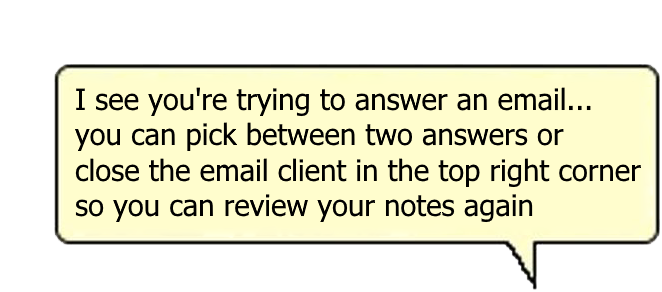 I see you're trying to answer an email...
you can pick between two answers or
close the email client in the top right corner
so you can review your notes again